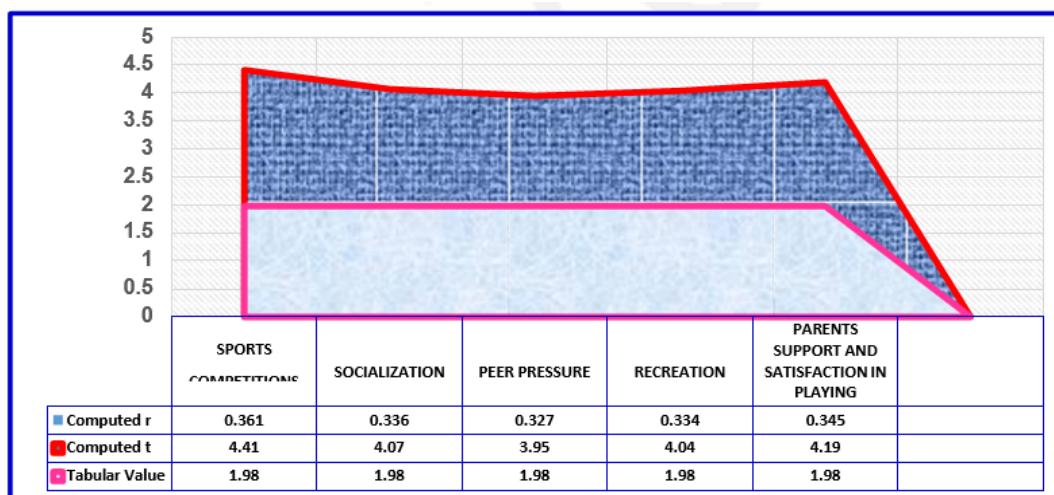 5
4.5
4
3.5
3
2.5
2
1.5
1
0.5
0
SPORTS
COMPETITIONS
SOCIALIZATION
PEER PRESSURE
RECREATION
PARENTS
SUPPORT AND
SATISFACTION IN
PLAYING
Computed r 0.361 0.336 0.327 0.334 0.345
Computed t 4.41 4.07 3.95 4.04 4.19
Tabular Value 1.98 1.98 1.98 1.98 1.98